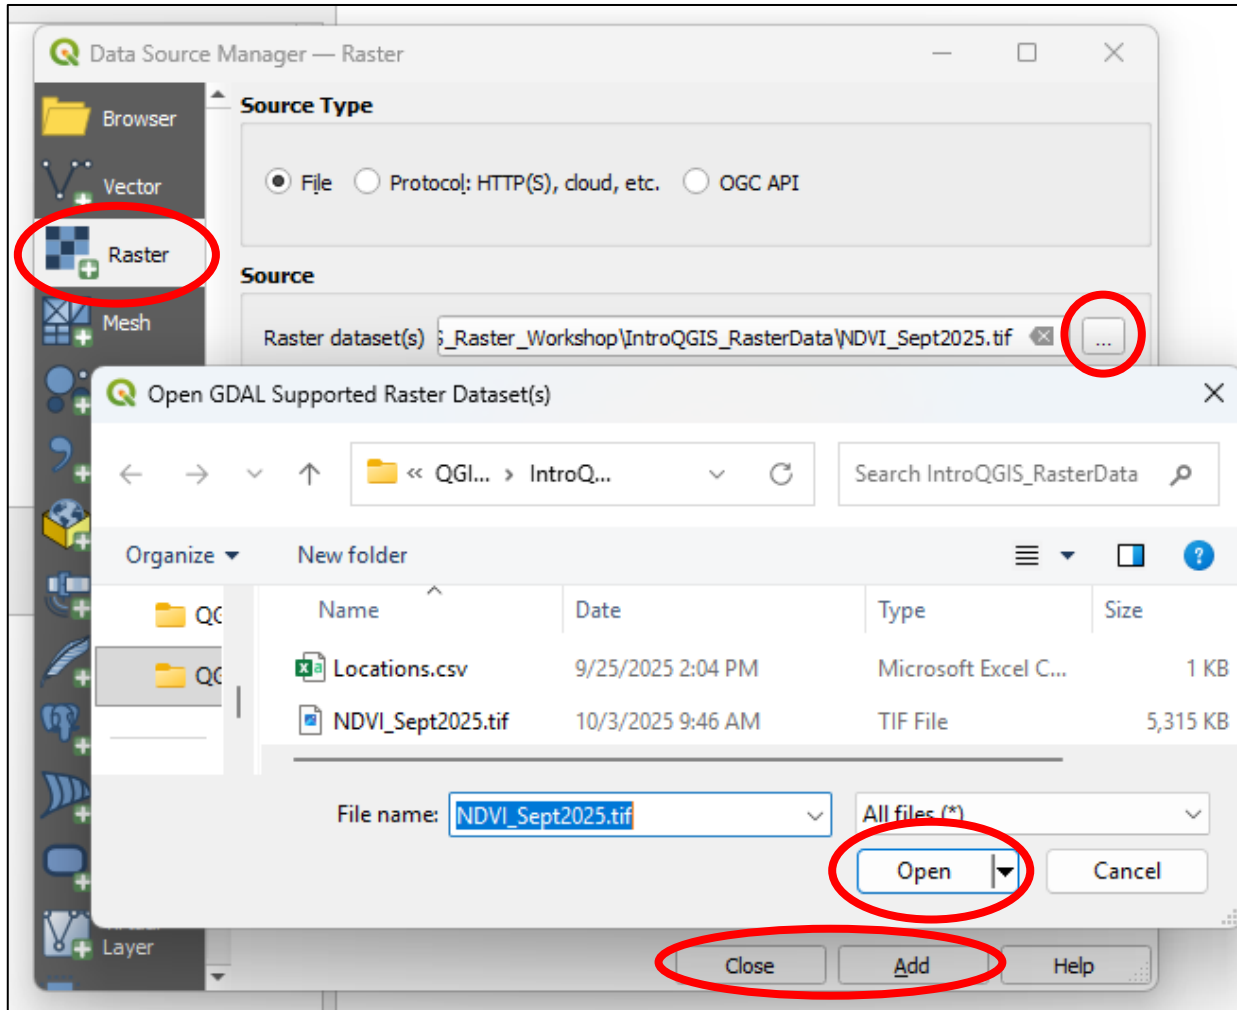 Data Source Manager — Raster
Browser
Vector
Raster
Mesh
Layer
Source Type
File Protocol: HTTP(S), cloud, etc. OGC API
Source
Raster dataset(s) S_Raster_Workshop\IntroQGIS_RasterData\NDVI_Sept2025.tif ...
Open GDAL Supported Raster Dataset(s)
« QGI... › IntroQ...
Search IntroQGIS_RasterData
Organize New folder
Name Date Type Size
Locations.csv 9/25/2025 2:04 PM Microsoft Excel C... 1 KB
NDVI_Sept2025.tif 10/3/2025 9:46 AM TIF File 5,315 KB
File name: NDVI_Sept2025.tif All files (*)
Open Cancel
Close Add Help